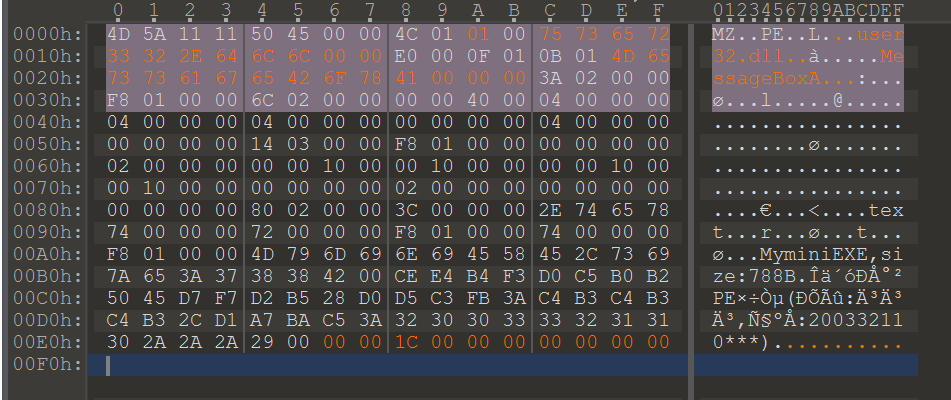 0 1 2 3 4 5 6 7 8 9 A B C D E F 0123456789ABCDEF
0000h: 4D 5A 11 11 50 45 00 00 4C 01 01 00 75 73 65 72 MZ..PE..L...user
0010h: 33 32 2E 64 6C 6C 00 00 E0 00 0F 01 0B 01 4D 65 32.dll..à.....Me
0020h: 73 73 61 67 65 42 6F 78 41 00 00 00 3A 02 00 00 ssageBoxA...:...
0030h: F8 01 00 00 6C 02 00 00 00 00 40 00 04 00 00 00 ø...l.....@.....
0040h: 04 00 00 00 04 00 00 00 00 00 00 00 04 00 00 00 ................
0050h: 00 00 00 00 14 03 00 00 F8 01 00 00 00 00 00 00 ........ø.......
0060h: 02 00 00 00 00 00 10 00 00 10 00 00 00 00 10 00 ................
0070h: 00 10 00 00 00 00 00 00 02 00 00 00 00 00 00 00 ................
0080h: 00 00 00 00 80 02 00 00 3C 00 00 00 2E 74 65 78 ....€...<....tex
0090h: 74 00 00 00 72 00 00 00 F8 01 00 00 74 00 00 00 t...r...ø...t...
00A0h: F8 01 00 00 4D 79 6D 69 6E 69 45 58 45 2C 73 69 ø...MyminiEXE,si
00B0h: 7A 65 3A 37 38 38 42 00 CE E4 B4 F3 D0 C5 B0 B2 ze:788B.Îä´óÐÅ°²
00C0h: 50 45 D7 F7 D2 B5 28 D0 D5 C3 FB 3A C4 B3 C4 B3 PE×÷Òµ(ÐÕÃû:Ä³Ä³
00D0h: C4 B3 2C D1 A7 BA C5 3A 32 30 30 33 33 32 31 31 Ä³,Ñ§ºÅ:20033211
00E0h: 30 2A 2A 2A 29 00 00 00 00 1C 00 00 00 00 00 00 0***)...........
00F0h: